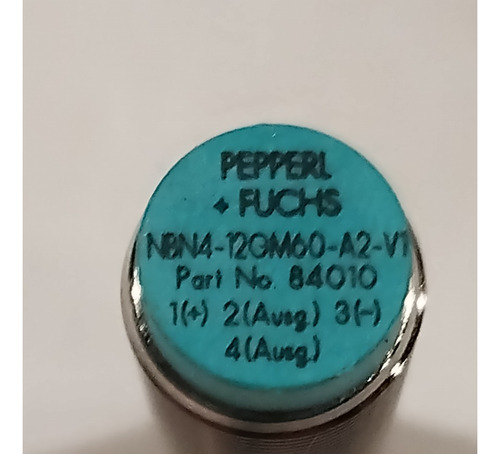 PEPPERL
+ FUCHS
NBN4-12GM60-A2-V1
Part No. 84010
1(+) 2(Ausg.) 3(-)
4(Ausg.)